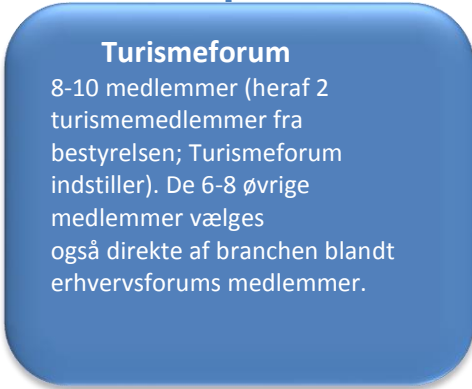 Turismeforum
8-10 medlemmer (heraf 2
turismemedlemmer fra
bestyrelsen; Turismeforum
indstiller). De 6-8 øvrige
medlemmer vælges
også direkte af branchen blandt
erhvervsforums medlemmer.